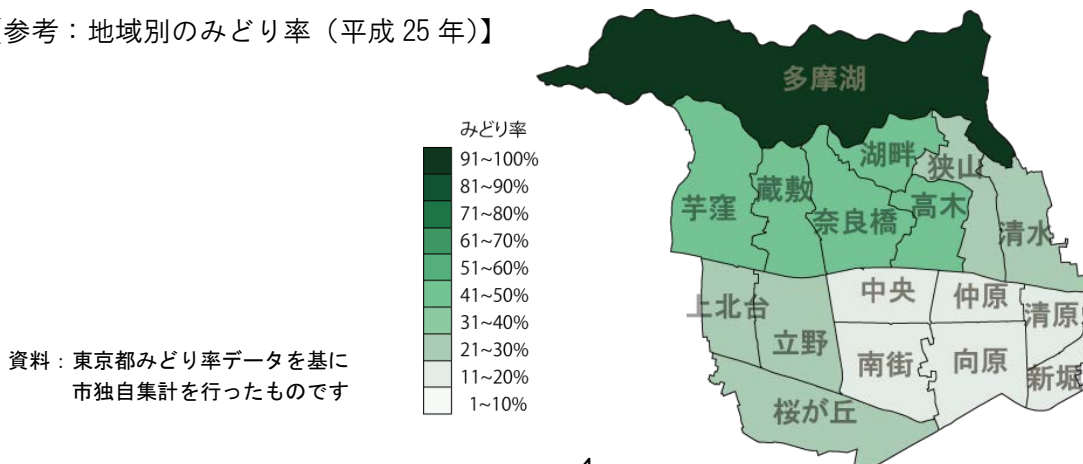 参考：地域別のみどり率（平成 25 年）】
多摩湖
みどり率
91~100%
81~90%
71~80%
61~70%
51~60%
41~50%
31~40%
21~30%
11~20%
1~10%
湖畔
狭山
芋窪
蔵敷
奈良橋
高木
清水
上北台
立野
中央
仲原
清原
南街
向原
新堀
桜が丘
資料：東京都みどり率データを基に
市独自集計を行ったものです